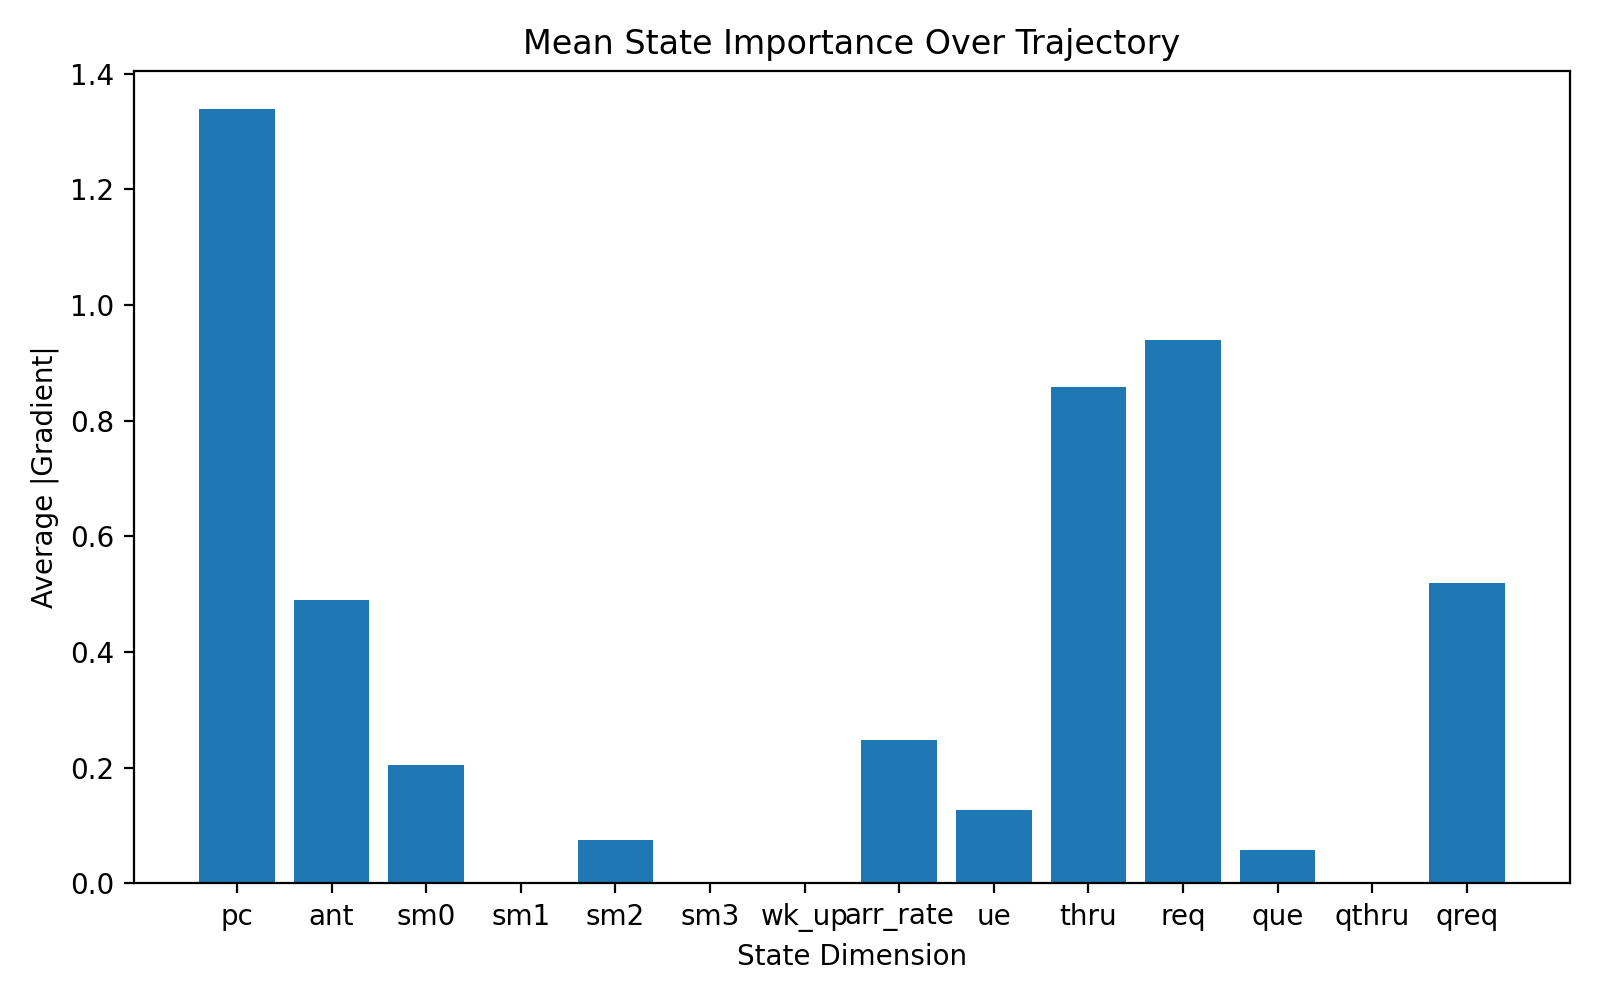 Mean State Importance Over Trajectory
1.4
1.2
1.0
0.8
0.6
0.4
0.2
0.0
Average |Gradient|
pc ant sm0 sm1 sm2 sm3 wk_up arr_rate ue thru req que qthru qreq
State Dimension